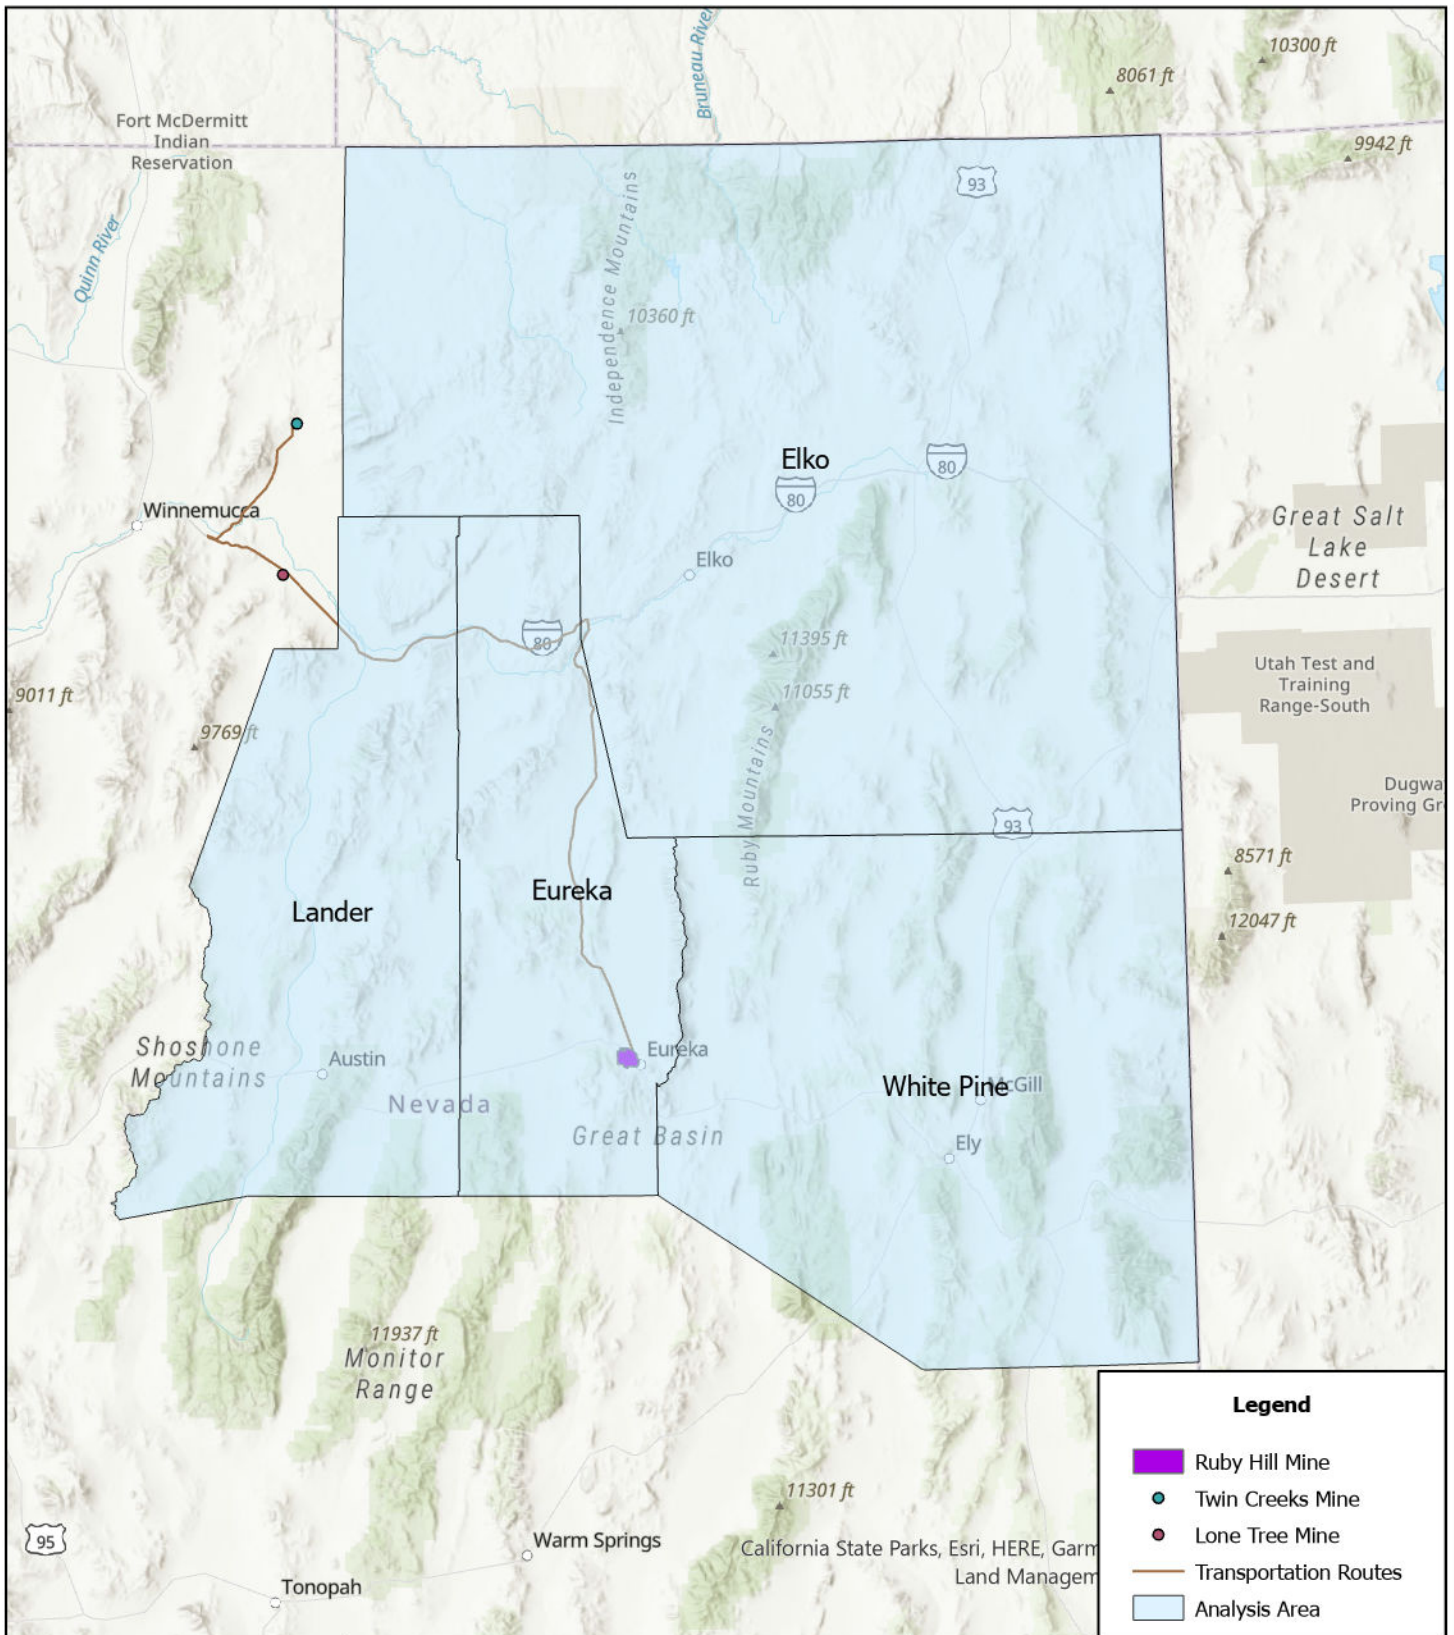 Bruneau River
10300 ft
8061 ft
Fort McDermitt
Indian
Reservation
9942 ft
93
Quinn River
Independence Mountains
10360 ft
Elko
80
80
Winnemucca
Great Salt
Lake
Desert
Elko
80
11395 ft
Utah Test and
Training
Range-South
11055 ft
9011 ft
9769 ft
Ruby Mountains
Dugwa
Proving Gr
93
8571 ft
Eureka
Lander
12047 ft
Shoshone
Mountains
Eureka
Austin
White Pine
McGill
Nevada
Great Basin
Ely
11937 ft
Monitor
Range
Legend
Ruby Hill Mine
Twin Creeks Mine
Lone Tree Mine
Transportation Routes
Analysis Area
11301 ft
95
Warm Springs
California State Parks, Esri, HERE, Garm
Land Managem
Tonopah